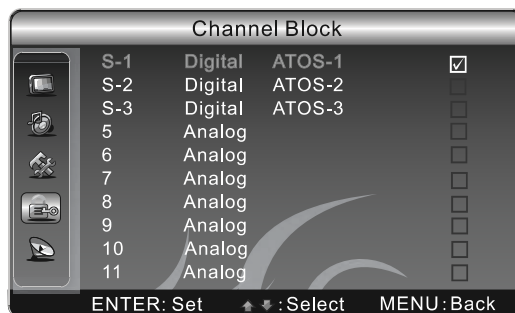 Channel Block
S-1 Digital ATOS-1
S-2 Digital ATOS-2
S-3 Digital ATOS-3
5 Analog
6 Analog
7 Analog
8 Analog
9 Analog
10 Analog
11 Analog
ENTER: Set :Select MENU:Back